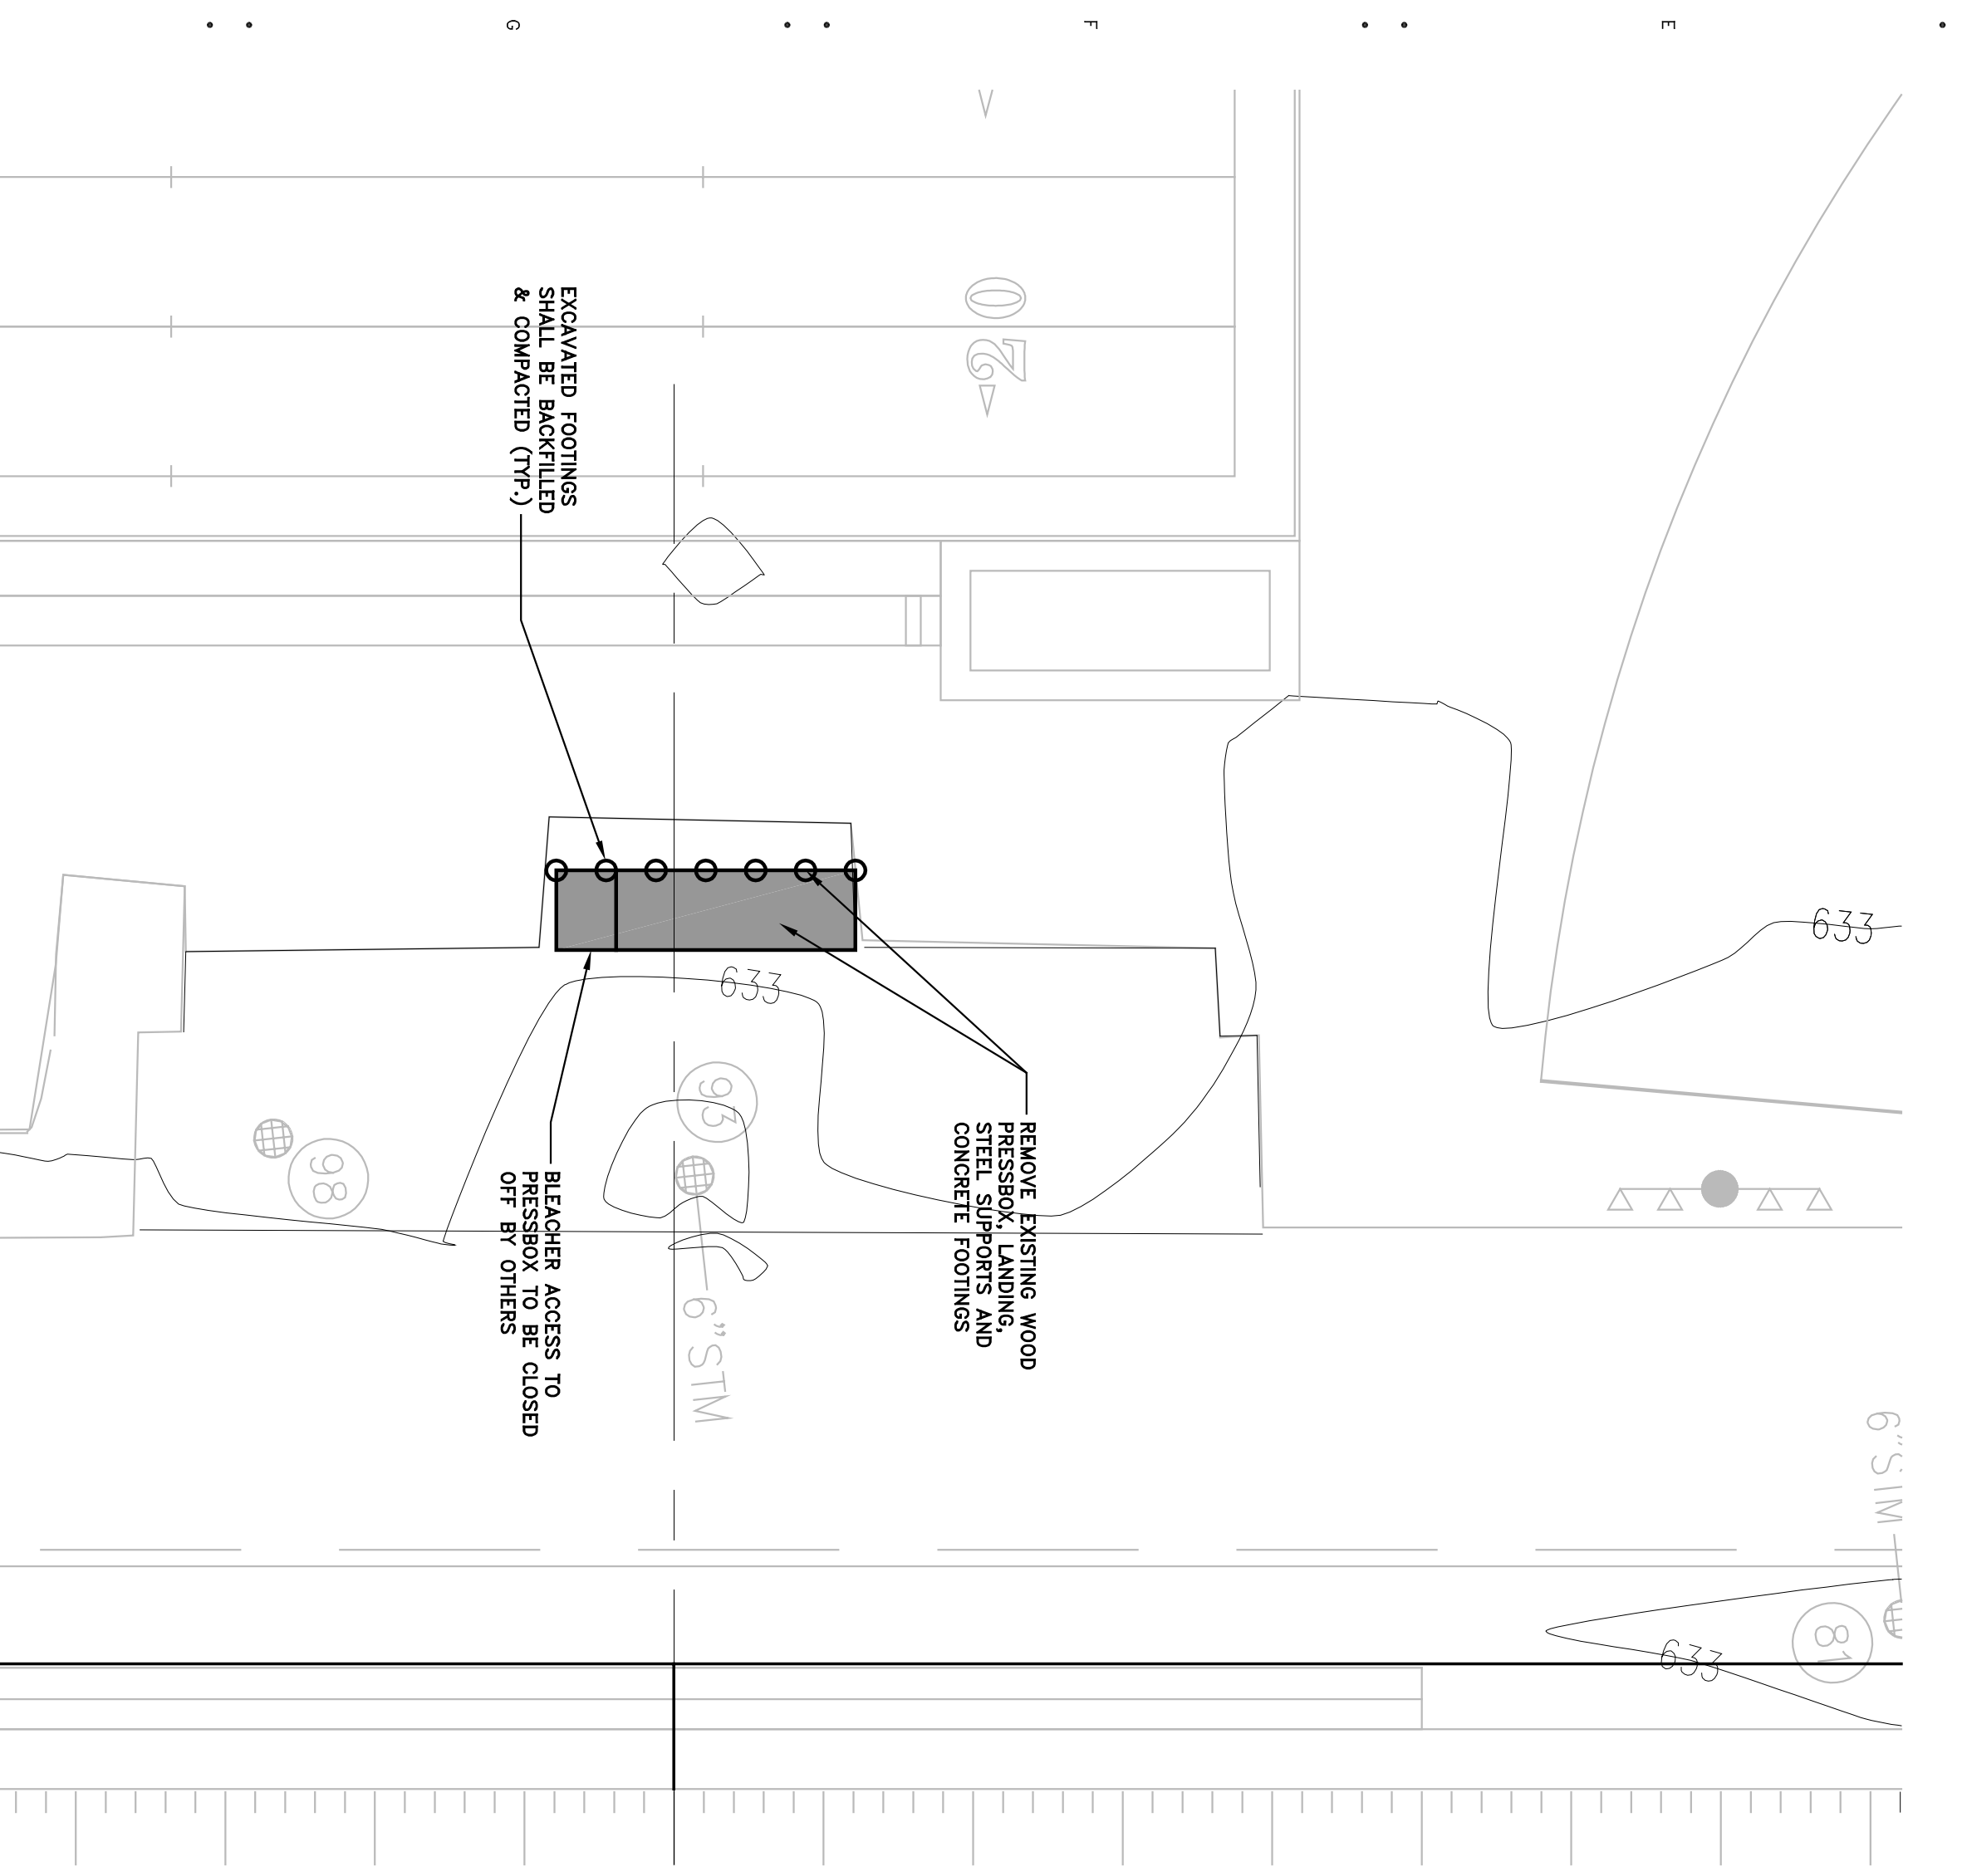 G
F
E
20
EXCAVATED FOOTINGS
SHALL BE BACKFILLED
& COMPACTED (TYP.)
633
633
93
98
REMOVE EXISTING WOOD
PRESSBOX, LANDING,
STEEL SUPPORTS AND
CONCRETE FOOTINGS
BLEACHER ACCESS TO
PRESSBOX TO BE CLOSED
OFF BY OTHERS
6"STM
6"STM
633
81